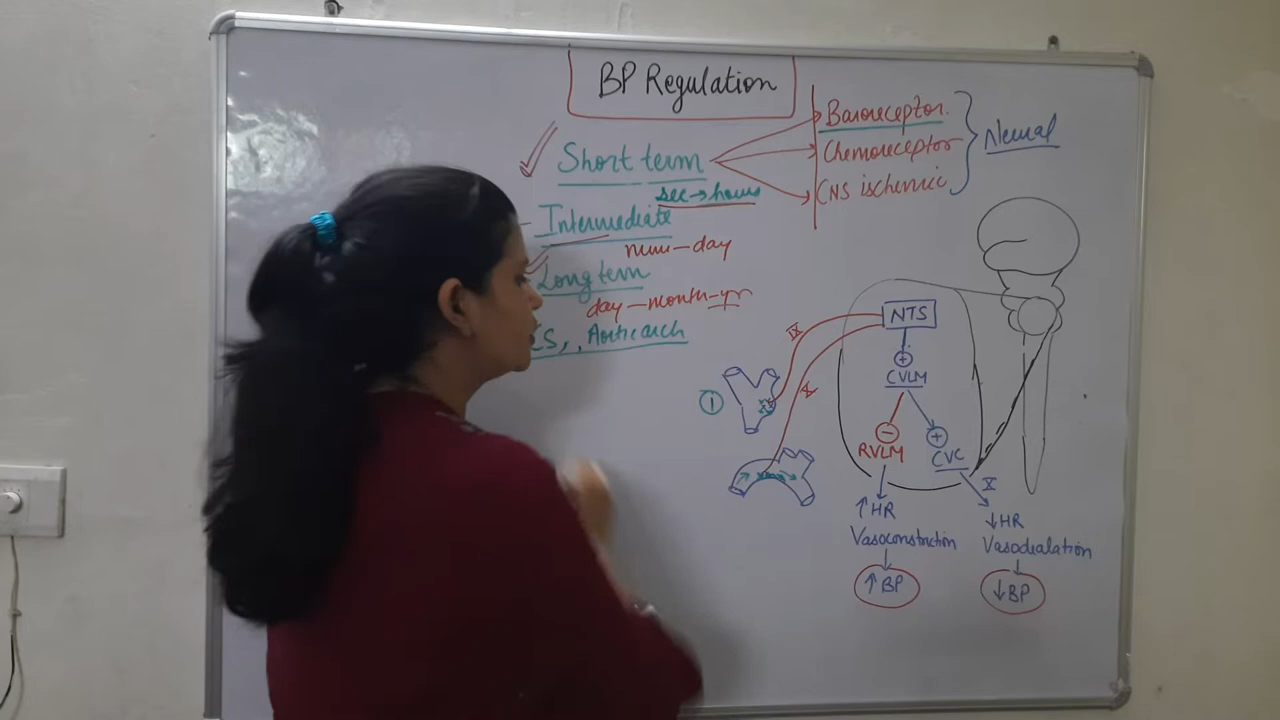 BP Regulation
Short term
sec → hours
Baroreceptor.
Chemoreceptor
CNS ischemic
Neural
Intermediate
day
Long term
day - month - yr
CS, , Aortic arch
NTS
IX
X
+
CVLM
①
-
+
RVLM
CVC
X
↑HR
Vasoconstriction
↑BP
↓HR
Vasodialation
↓BP